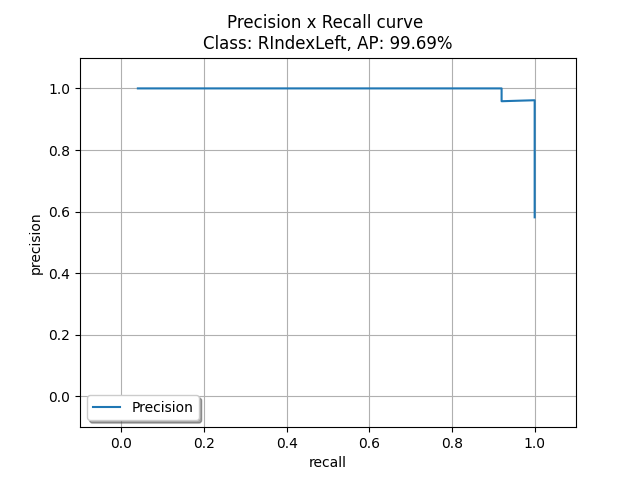 Precision x Recall curve
Class: RIndexLeft, AP: 99.69%
1.0
0.8
0.6
0.4
0.2
0.0
precision
Precision
0.0 0.2 0.4 0.6 0.8 1.0
recall